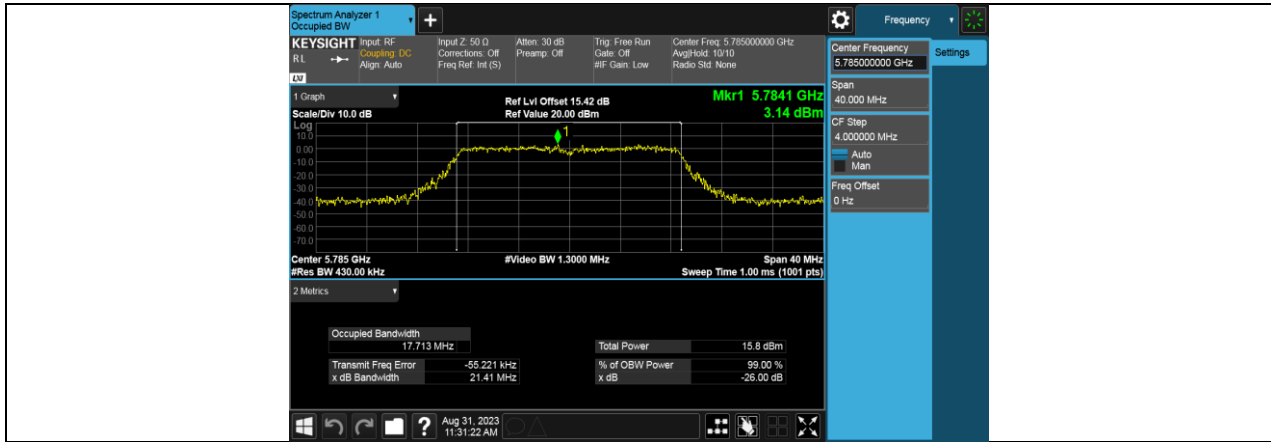 Spectrum Analyzer 1
Occupied BW
+
Frequency
KEYSIGHT
R L
LXI
Input: RF
Coupling: DC
Align: Auto
Input Z: 50 Ω
Corrections: Off
Freq Ref: Int (S)
Atten: 30 dB
Preamp: Off
Trig: Free Run
Gate: Off
#IF Gain: Low
Center Freq: 5.785000000 GHz
Avg|Hold: 10/10
Radio Std: None
Center Frequency
5.785000000 GHz
Settings
Span
40.000 MHz
CF Step
4.000000 MHz
Auto
Man
Freq Offset
0 Hz
1 Graph
Scale/Div 10.0 dB
Ref Lvl Offset 15.42 dB
Ref Value 20.00 dBm
Mkr1 5.7841 GHz
3.14 dBm
Log
10.0
0.00
-10.0
-20.0
-30.0
-40.0
-50.0
-60.0
-70.0
1
Center 5.785 GHz
#Res BW 430.00 kHz
#Video BW 1.3000 MHz
Span 40 MHz
Sweep Time 1.00 ms (1001 pts)
2 Metrics
Occupied Bandwidth
17.713 MHz
Total Power 15.8 dBm
Transmit Freq Error -55.221 kHz
% of OBW Power 99.00 %
x dB Bandwidth 21.41 MHz
x dB -26.00 dB
?
Aug 31, 2023
11:31:22 AM